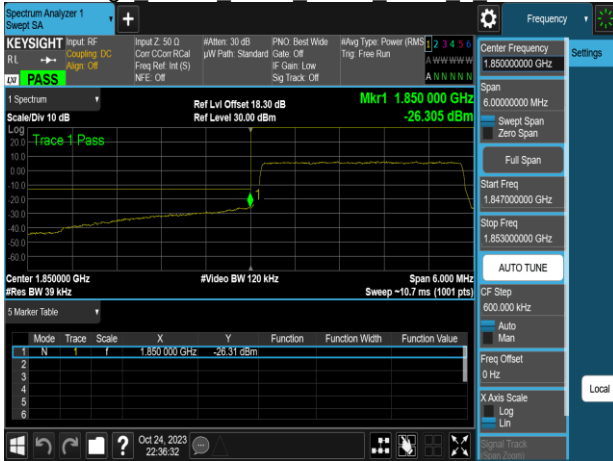 Spectrum Analyzer 1
Swept SA
Frequency
KEYSIGHT
RL
LXI
PASS
Input: RF
Coupling: DC
Align: Off
Input Z: 50 Ω
Corr CCorr RCal
Freq Ref: Int (S)
NFE: Off
#Atten: 30 dB
µW Path: Standard
PNO: Best Wide
Gate: Off
IF Gain: Low
Sig Track: Off
#Avg Type: Power (RMS
Trig: Free Run
1 2 3 4 5 6
A W W W W W
A N N N N N
1 Spectrum
Scale/Div 10 dB
Ref Lvl Offset 18.30 dB
Ref Level 30.00 dBm
Mkr1 1.850 000 GHz
-26.305 dBm
Log
Trace 1 Pass
20.0
10.0
0.00
-10.0
-20.0
-30.0
-40.0
-50.0
-60.0
1
Center 1.850000 GHz
#Res BW 39 kHz
#Video BW 120 kHz
Span 6.000 MHz
Sweep ~10.7 ms (1001 pts)
5 Marker Table
Mode Trace Scale X Y Function Function Width Function Value
1 N 1 f 1.850 000 GHz -26.31 dBm
2
3
4
5
6
Oct 24, 2023
22:36:32
Center Frequency
1.850000000 GHz
Span
6.00000000 MHz
Swept Span
Zero Span
Full Span
Start Freq
1.847000000 GHz
Stop Freq
1.853000000 GHz
AUTO TUNE
CF Step
600.000 kHz
Auto
Man
Freq Offset
0 Hz
X Axis Scale
Log
Lin
Signal Track
(Span Zoom)
Settings
Local